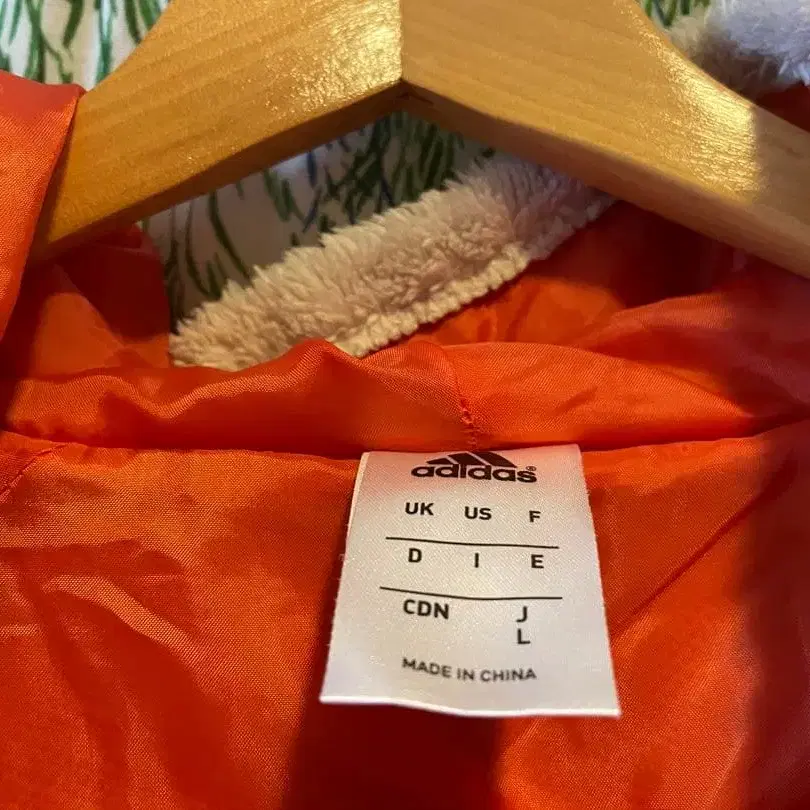 adidas®
UK US F
D I E
CDN J
L
MADE IN CHINA